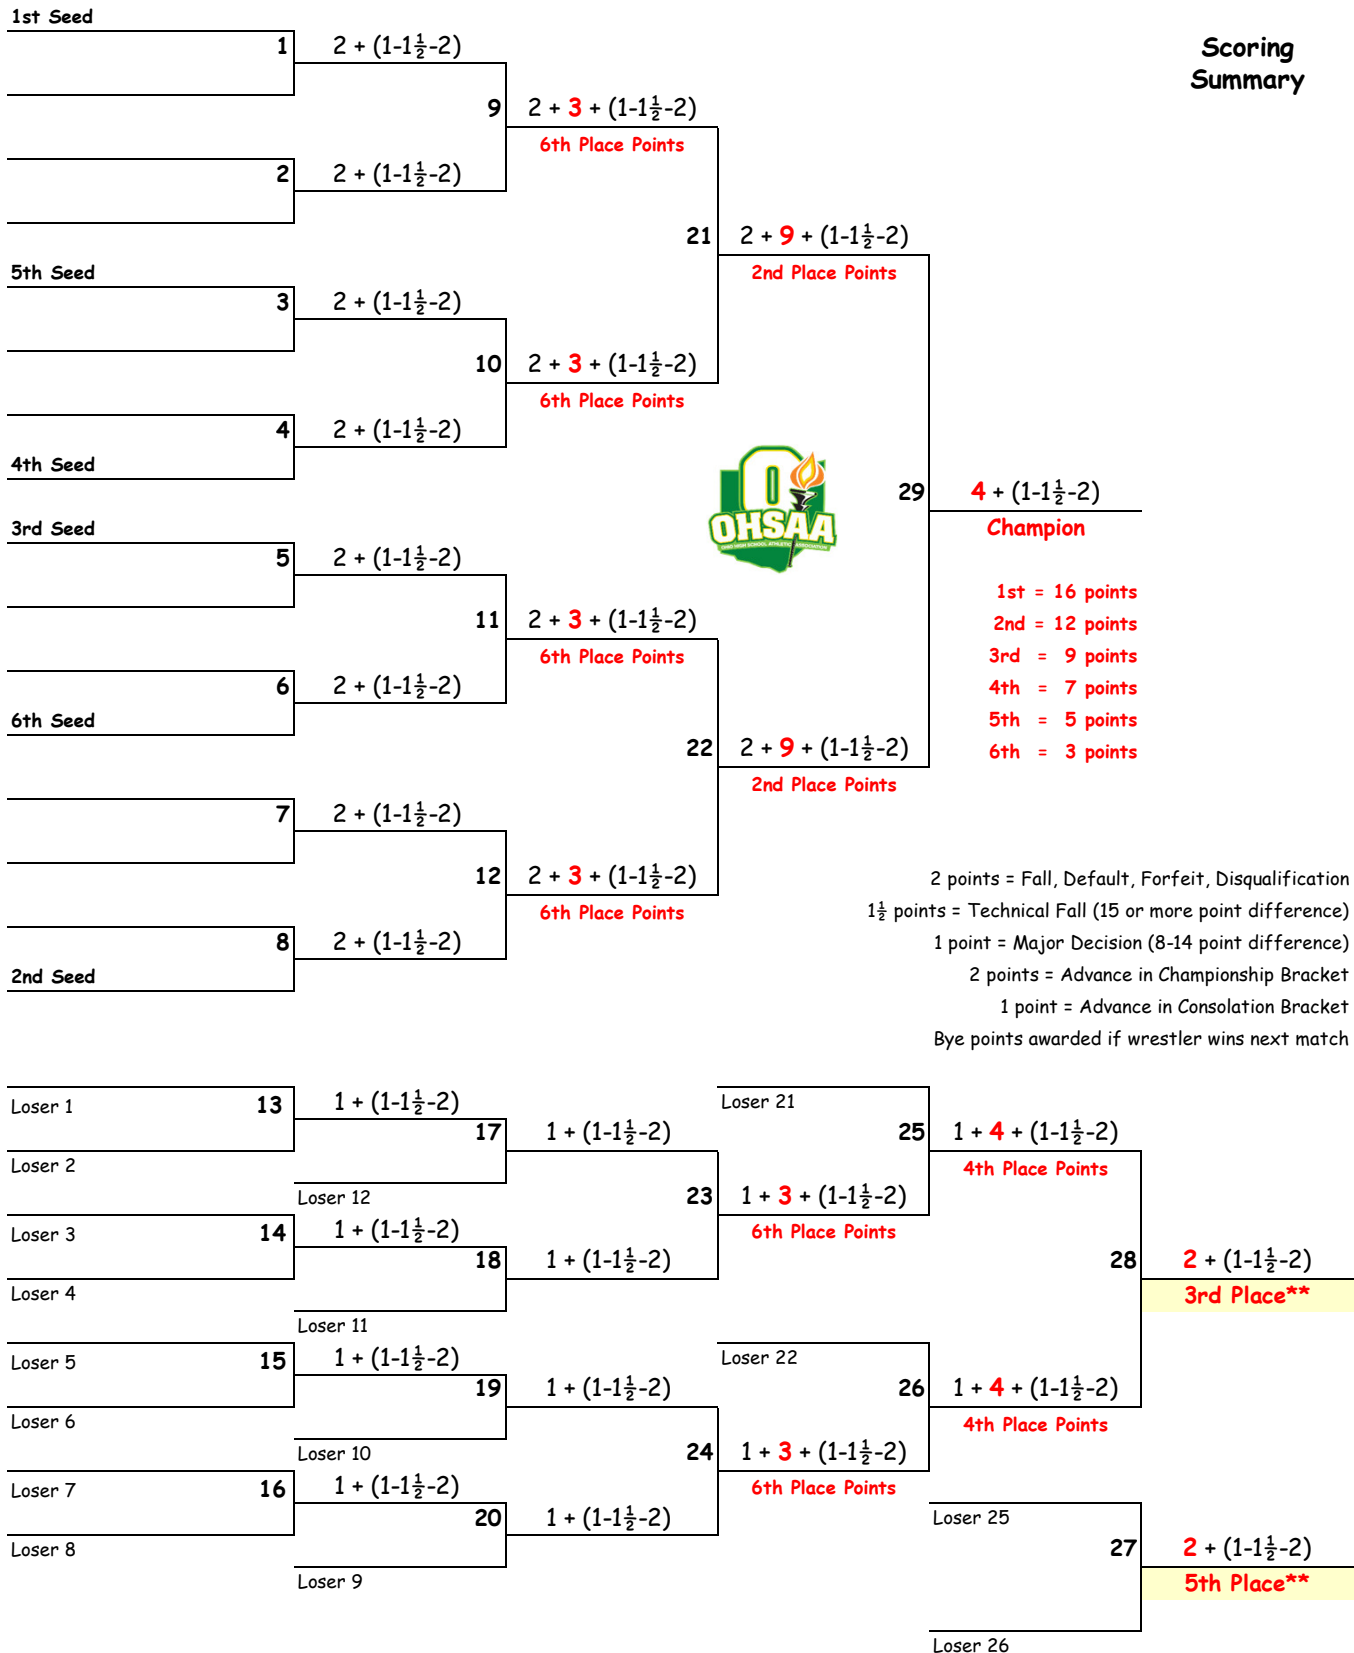 1st Seed
Scoring
Summary
1
2 + (1-1½-2)
9
2 + 3 + (1-1½-2)
6th Place Points
2
2 + (1-1½-2)
21
2 + 9 + (1-1½-2)
2nd Place Points
5th Seed
3
2 + (1-1½-2)
10
2 + 3 + (1-1½-2)
6th Place Points
4
2 + (1-1½-2)
4th Seed
OHSAA
OHIO HIGH SCHOOL ATHLETIC ASSOCIATION
29
4 + (1-1½-2)
Champion
3rd Seed
5
2 + (1-1½-2)
11
2 + 3 + (1-1½-2)
6th Place Points
6
2 + (1-1½-2)
6th Seed
1st = 16 points
2nd = 12 points
3rd = 9 points
4th = 7 points
5th = 5 points
6th = 3 points
22
2 + 9 + (1-1½-2)
2nd Place Points
7
2 + (1-1½-2)
12
2 + 3 + (1-1½-2)
6th Place Points
8
2 + (1-1½-2)
2nd Seed
2 points = Fall, Default, Forfeit, Disqualification
1½ points = Technical Fall (15 or more point difference)
1 point = Major Decision (8-14 point difference)
2 points = Advance in Championship Bracket
1 point = Advance in Consolation Bracket
Bye points awarded if wrestler wins next match
Loser 1
13
1 + (1-1½-2)
Loser 2
17
1 + (1-1½-2)
Loser 12
Loser 21
25
1 + 4 + (1-1½-2)
4th Place Points
23
1 + 3 + (1-1½-2)
6th Place Points
Loser 3
14
1 + (1-1½-2)
Loser 4
18
1 + (1-1½-2)
Loser 11
28
2 + (1-1½-2)
3rd Place**
Loser 5
15
1 + (1-1½-2)
Loser 6
19
1 + (1-1½-2)
Loser 10
Loser 22
26
1 + 4 + (1-1½-2)
4th Place Points
24
1 + 3 + (1-1½-2)
6th Place Points
Loser 7
16
1 + (1-1½-2)
Loser 8
20
1 + (1-1½-2)
Loser 9
Loser 25
27
2 + (1-1½-2)
5th Place**
Loser 26